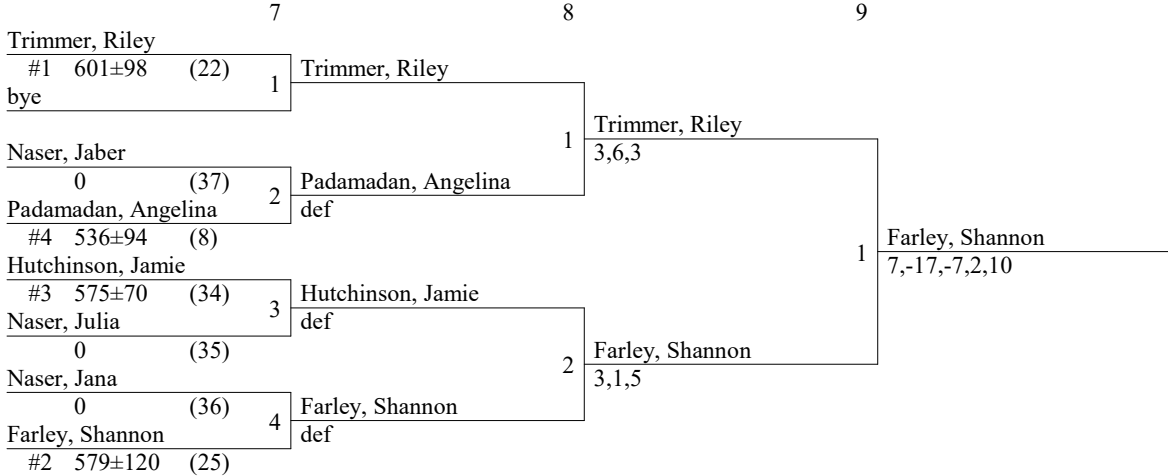 7 8 9
Trimmer, Riley
#1 601±98 (22)
bye
1
Trimmer, Riley
Naser, Jaber
0 (37)
Padamadan, Angelina
#4 536±94 (8)
2
Padamadan, Angelina
def
1
Trimmer, Riley
3,6,3
Hutchinson, Jamie
#3 575±70 (34)
Naser, Julia
0 (35)
3
Hutchinson, Jamie
def
Naser, Jana
0 (36)
Farley, Shannon
#2 579±120 (25)
4
Farley, Shannon
def
2
Farley, Shannon
3,1,5
1
Farley, Shannon
7,-17,-7,2,10